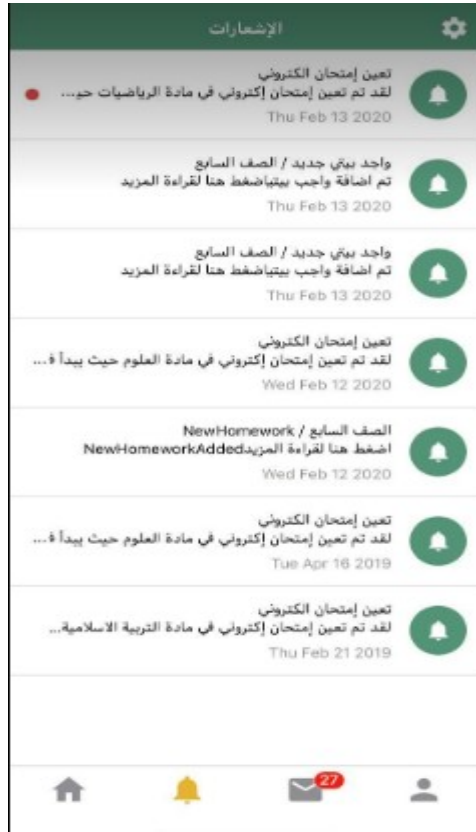 الإشعارات
تعين إمتحان الكتروني
لقد تم تعين إمتحان إكتروني في مادة الرياضيات حيـ...
Thu Feb 13 2020
واجد بيتي جديد / الصف السابع
تم اضافة واجب بيتياضغط هنا لقراءة المزيد
Thu Feb 13 2020
واجد بيتي جديد / الصف السابع
تم اضافة واجب بيتياضغط هنا لقراءة المزيد
Thu Feb 13 2020
تعين إمتحان الكتروني
لقد تم تعين إمتحان إكتروني في مادة العلوم حيث يبدأ ف...
Wed Feb 12 2020
الصف السابع / NewHomework
اضغط هنا لقراءة المزيدNewHomeworkAdded
Wed Feb 12 2020
تعين إمتحان الكتروني
لقد تم تعين إمتحان إكتروني في مادة العلوم حيث يبدأ ف...
Tue Apr 16 2019
تعين إمتحان الكتروني
لقد تم تعين إمتحان إكتروني في مادة التربية الاسلامية...
Thu Feb 21 2019
27